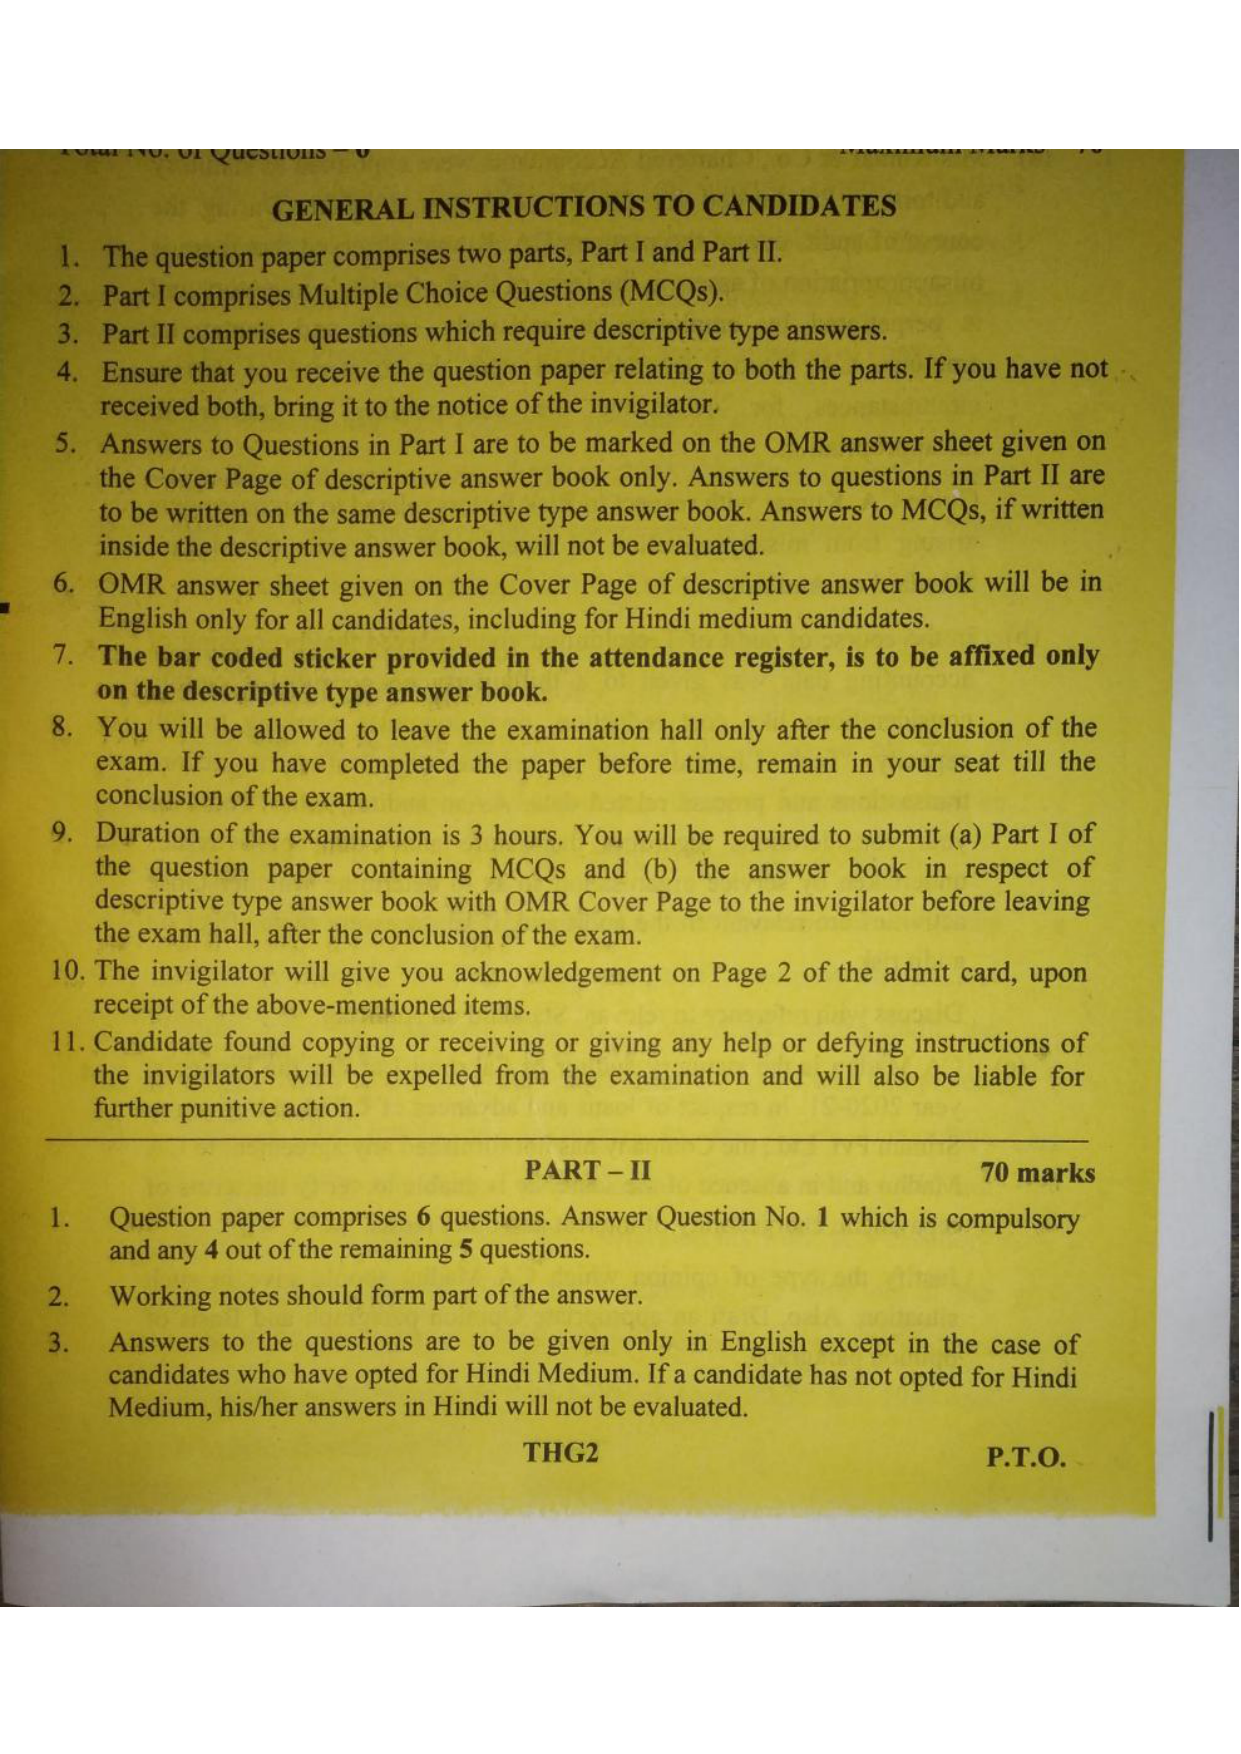 Total No. of Questions – 6
Maximum Marks – 70
GENERAL INSTRUCTIONS TO CANDIDATES
1. The question paper comprises two parts, Part I and Part II.
2. Part I comprises Multiple Choice Questions (MCQs).
3. Part II comprises questions which require descriptive type answers.
4. Ensure that you receive the question paper relating to both the parts. If you have not
received both, bring it to the notice of the invigilator.
5. Answers to Questions in Part I are to be marked on the OMR answer sheet given on
the Cover Page of descriptive answer book only. Answers to questions in Part II are
to be written on the same descriptive type answer book. Answers to MCQs, if written
inside the descriptive answer book, will not be evaluated.
6. OMR answer sheet given on the Cover Page of descriptive answer book will be in
English only for all candidates, including for Hindi medium candidates.
7. The bar coded sticker provided in the attendance register, is to be affixed only
on the descriptive type answer book.
8. You will be allowed to leave the examination hall only after the conclusion of the
exam. If you have completed the paper before time, remain in your seat till the
conclusion of the exam.
9. Duration of the examination is 3 hours. You will be required to submit (a) Part I of
the question paper containing MCQs and (b) the answer book in respect of
descriptive type answer book with OMR Cover Page to the invigilator before leaving
the exam hall, after the conclusion of the exam.
10. The invigilator will give you acknowledgement on Page 2 of the admit card, upon
receipt of the above-mentioned items.
11. Candidate found copying or receiving or giving any help or defying instructions of
the invigilators will be expelled from the examination and will also be liable for
further punitive action.
PART – II
70 marks
1. Question paper comprises 6 questions. Answer Question No. 1 which is compulsory
and any 4 out of the remaining 5 questions.
2. Working notes should form part of the answer.
3. Answers to the questions are to be given only in English except in the case of
candidates who have opted for Hindi Medium. If a candidate has not opted for Hindi
Medium, his/her answers in Hindi will not be evaluated.
THG2
P.T.O.